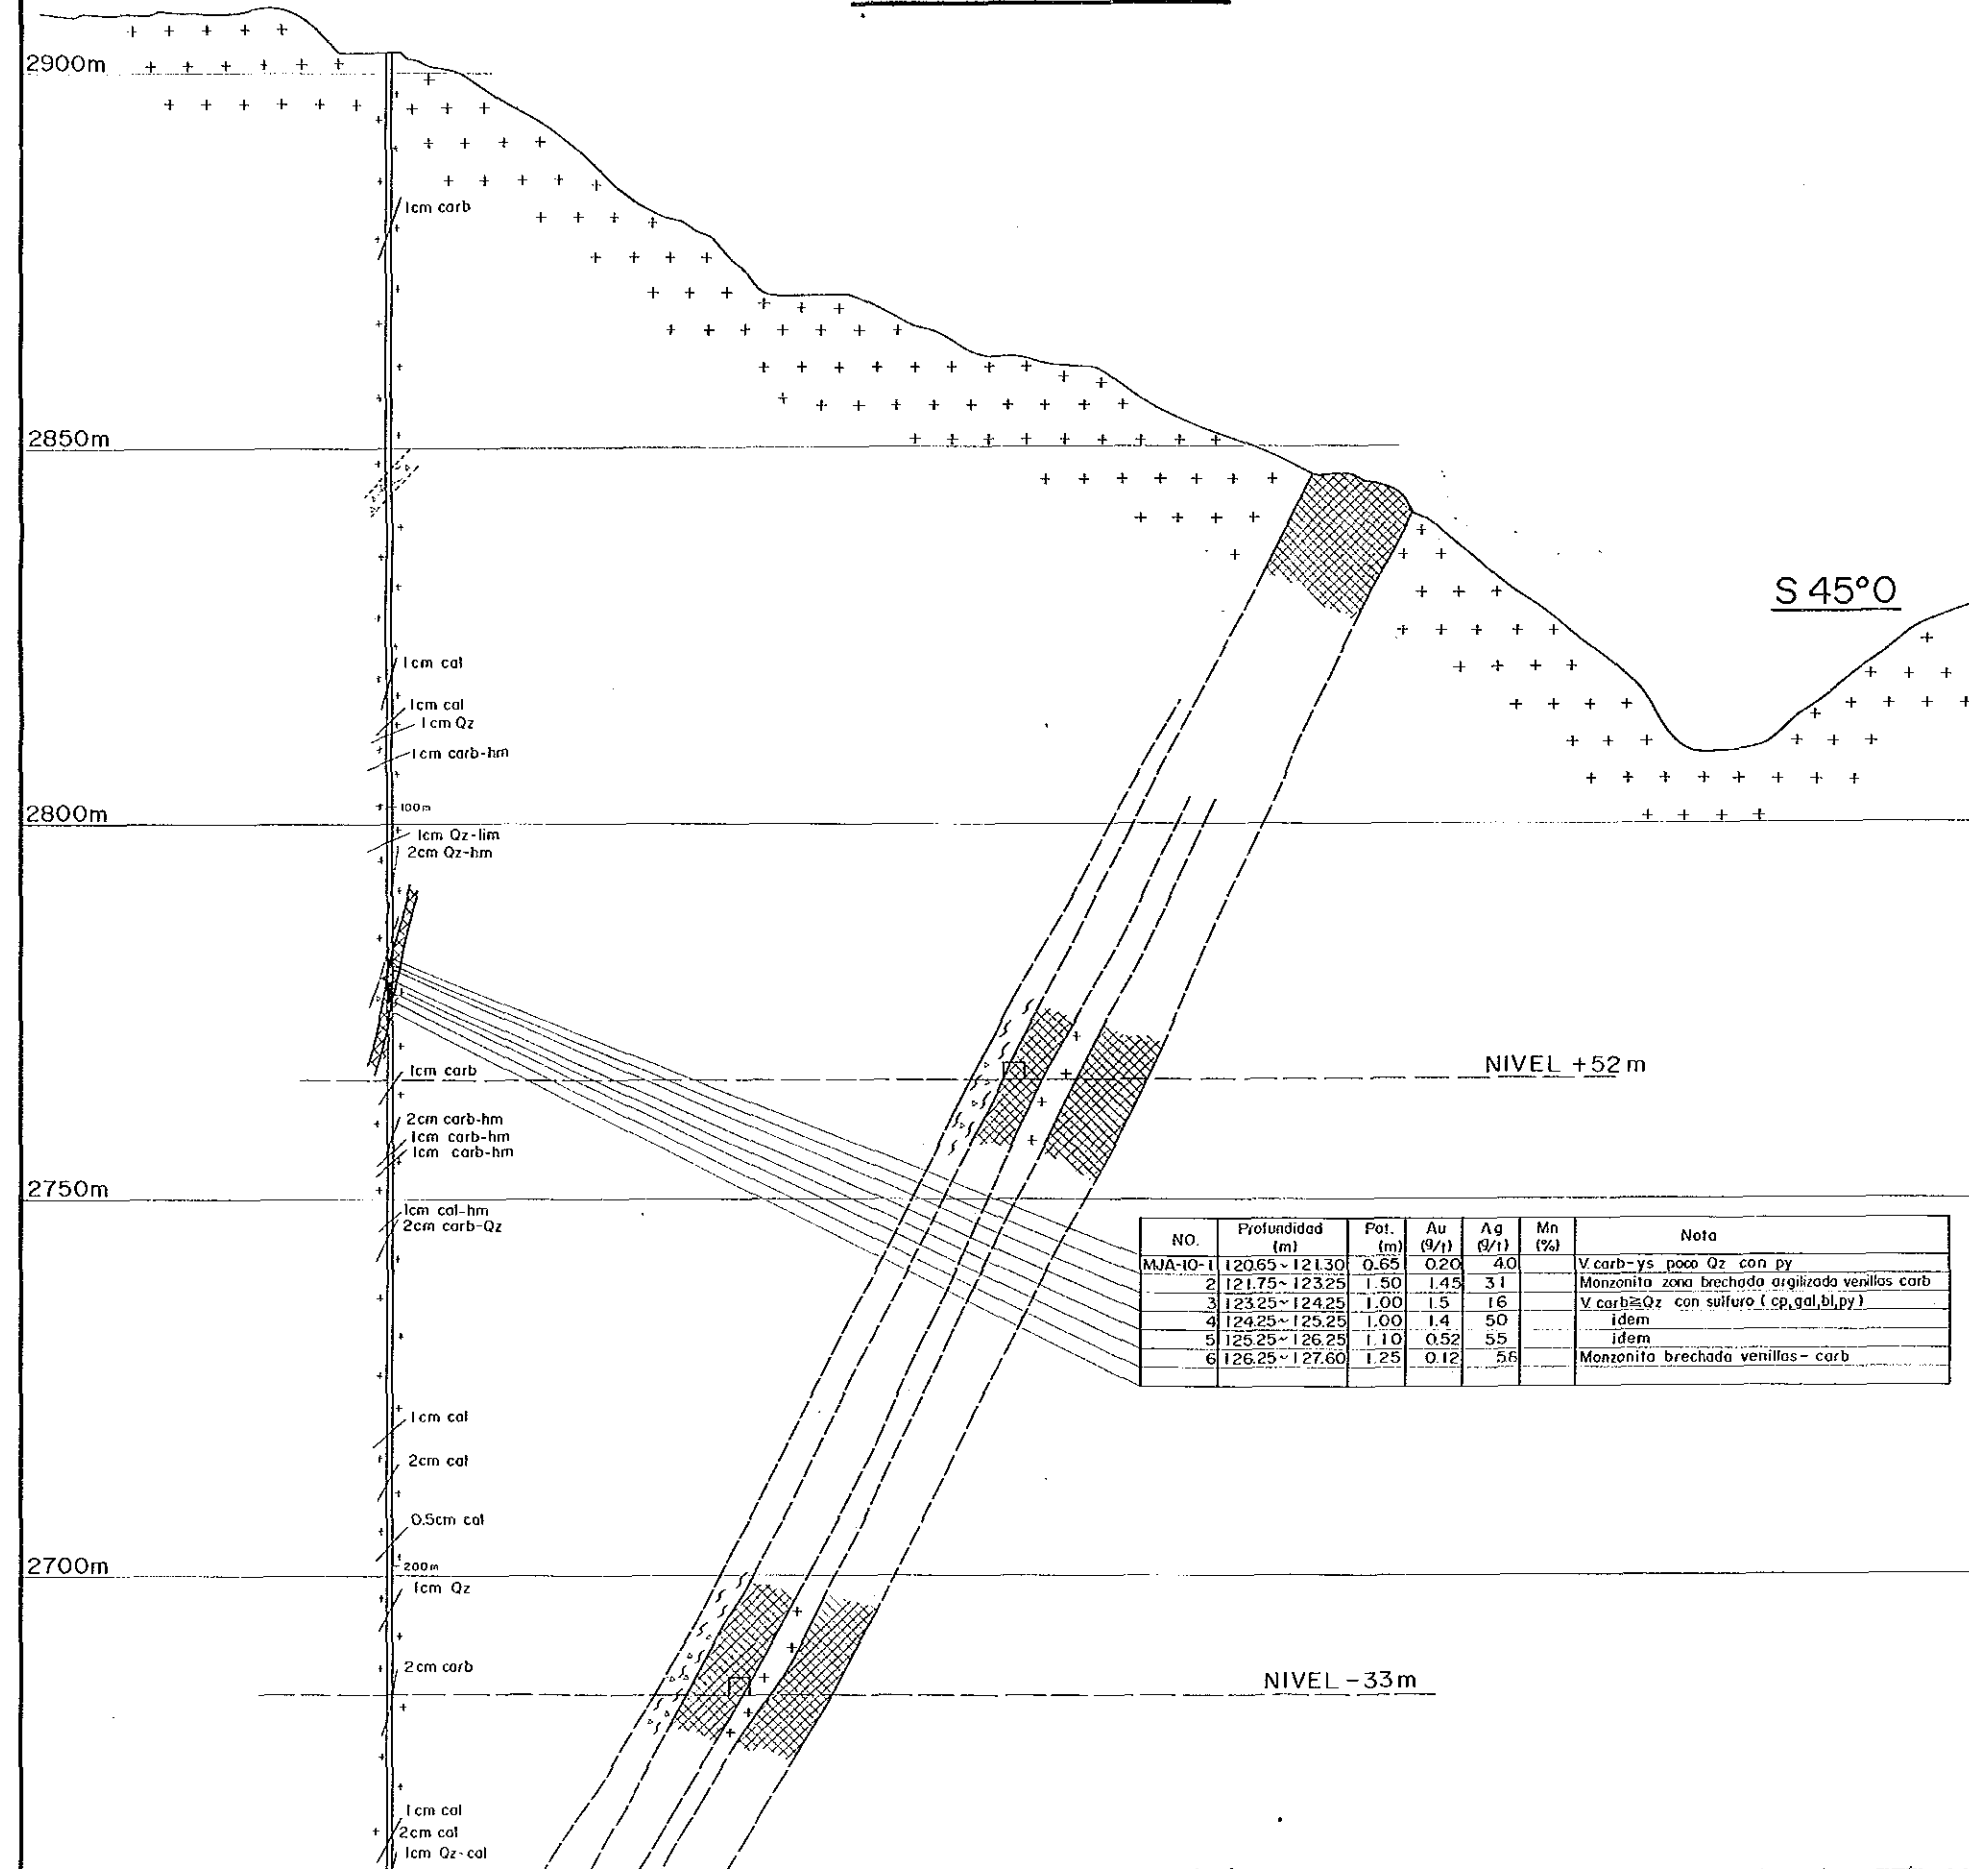 2900m
1cm carb
2850m
S 45°O
1cm cal
1cm cal
1cm Qz
1cm carb-hm
100m
2800m
1cm Qz-lim
2cm Qz-hm
NIVEL +52m
1cm carb
2cm carb-hm
1cm carb-hm
1cm carb-hm
2750m
1cm cal-hm
2cm carb-Qz
NO. Profundidad (m) Pot. (m) Au (g/t) Ag (g/t) Mn (%) Nota
MJA-10-1 120.65~121.30 0.65 0.20 40 V. carb-ys poco Qz con py
2 121.75~123.25 1.50 1.45 31 Monzonita zona brechada argilizada venillas carb
3 123.25~124.25 1.00 1.5 16 V. carb≧Qz con sulfuro (cp,gal,bl,py)
4 124.25~125.25 1.00 1.4 50 idem
5 125.25~126.25 1.10 0.52 55 idem
6 126.25~127.60 1.25 0.12 56 Monzonita brechada venillas-carb
1cm cal
2cm cal
0.5cm cal
2700m
200m
1cm Qz
2cm carb
NIVEL -33m
1cm cal
2cm cal
1cm Qz-cal